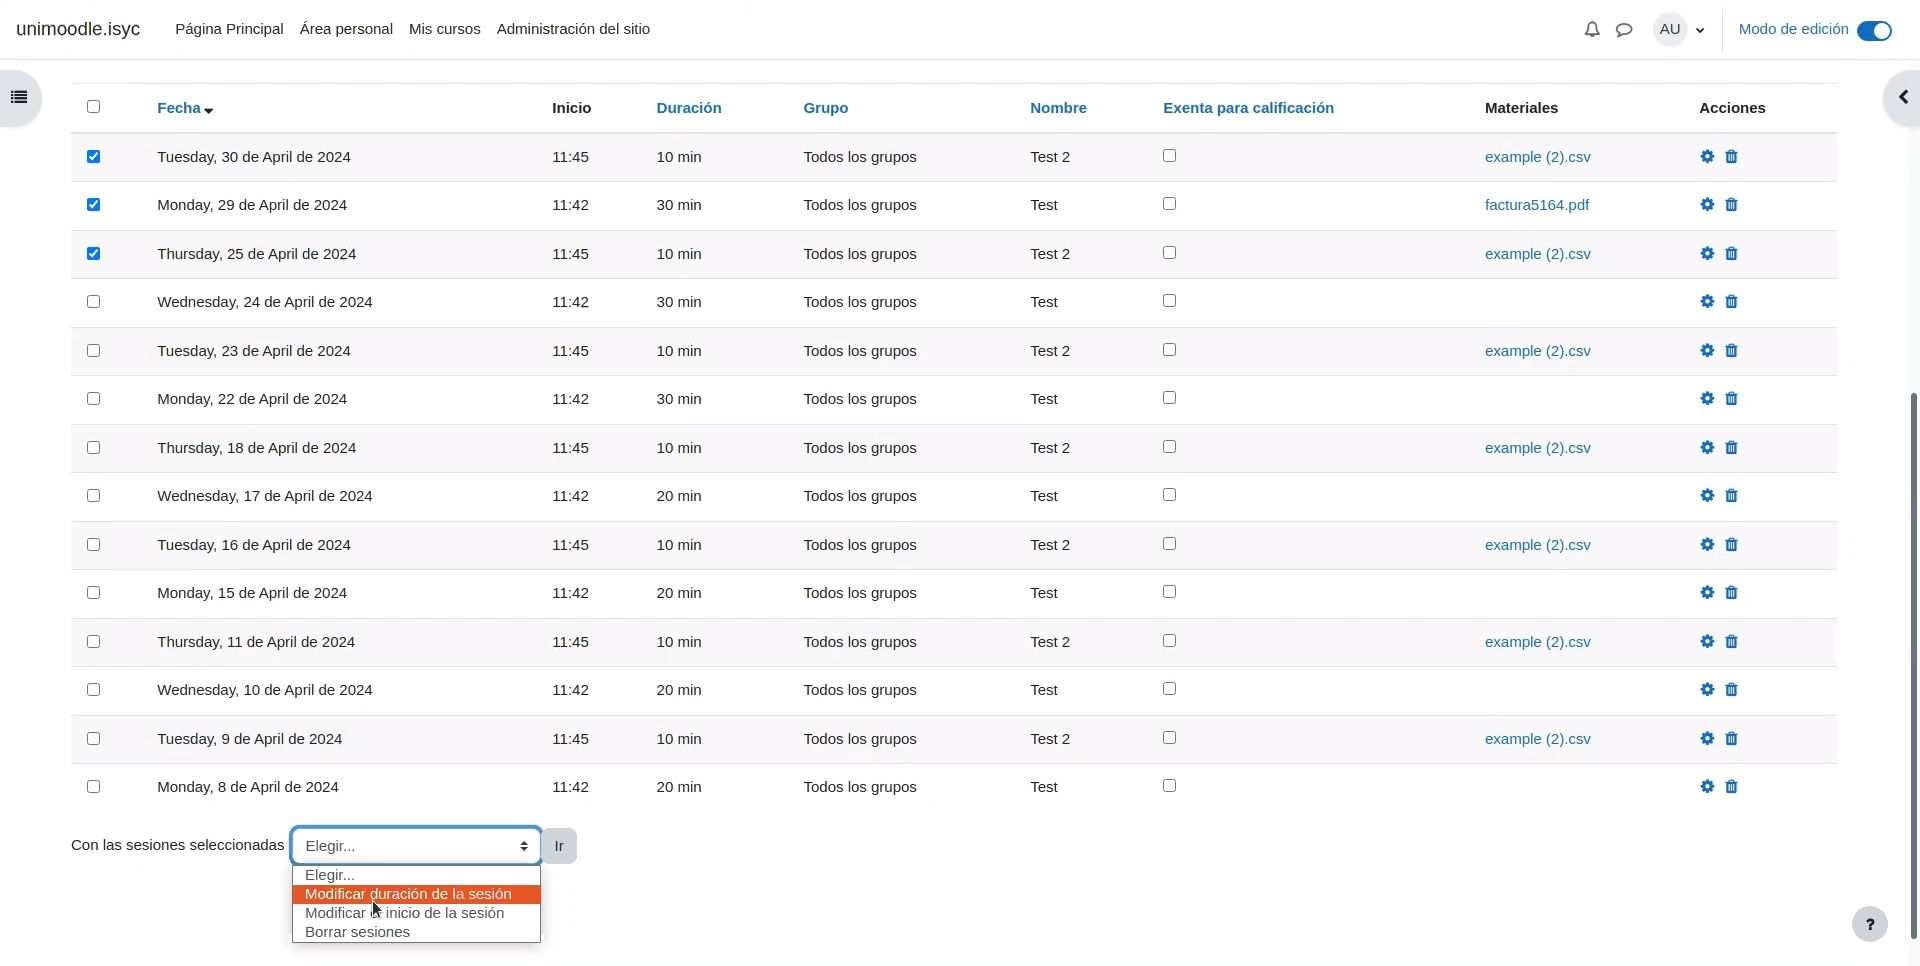 unimoodle.isyc Página Principal Área personal Mis cursos Administración del sitio AU Modo de edición
Fecha Inicio Duración Grupo Nombre Exenta para calificación Materiales Acciones
Tuesday, 30 de April de 2024 11:45 10 min Todos los grupos Test 2 example (2).csv
Monday, 29 de April de 2024 11:42 30 min Todos los grupos Test factura5164.pdf
Thursday, 25 de April de 2024 11:45 10 min Todos los grupos Test 2 example (2).csv
Wednesday, 24 de April de 2024 11:42 30 min Todos los grupos Test
Tuesday, 23 de April de 2024 11:45 10 min Todos los grupos Test 2 example (2).csv
Monday, 22 de April de 2024 11:42 30 min Todos los grupos Test
Thursday, 18 de April de 2024 11:45 10 min Todos los grupos Test 2 example (2).csv
Wednesday, 17 de April de 2024 11:42 20 min Todos los grupos Test
Tuesday, 16 de April de 2024 11:45 10 min Todos los grupos Test 2 example (2).csv
Monday, 15 de April de 2024 11:42 20 min Todos los grupos Test
Thursday, 11 de April de 2024 11:45 10 min Todos los grupos Test 2 example (2).csv
Wednesday, 10 de April de 2024 11:42 20 min Todos los grupos Test
Tuesday, 9 de April de 2024 11:45 10 min Todos los grupos Test 2 example (2).csv
Monday, 8 de April de 2024 11:42 20 min Todos los grupos Test
Con las sesiones seleccionadas Elegir... Ir
Elegir...
Modificar duración de la sesión
Modificar inicio de la sesión
Borrar sesiones
?